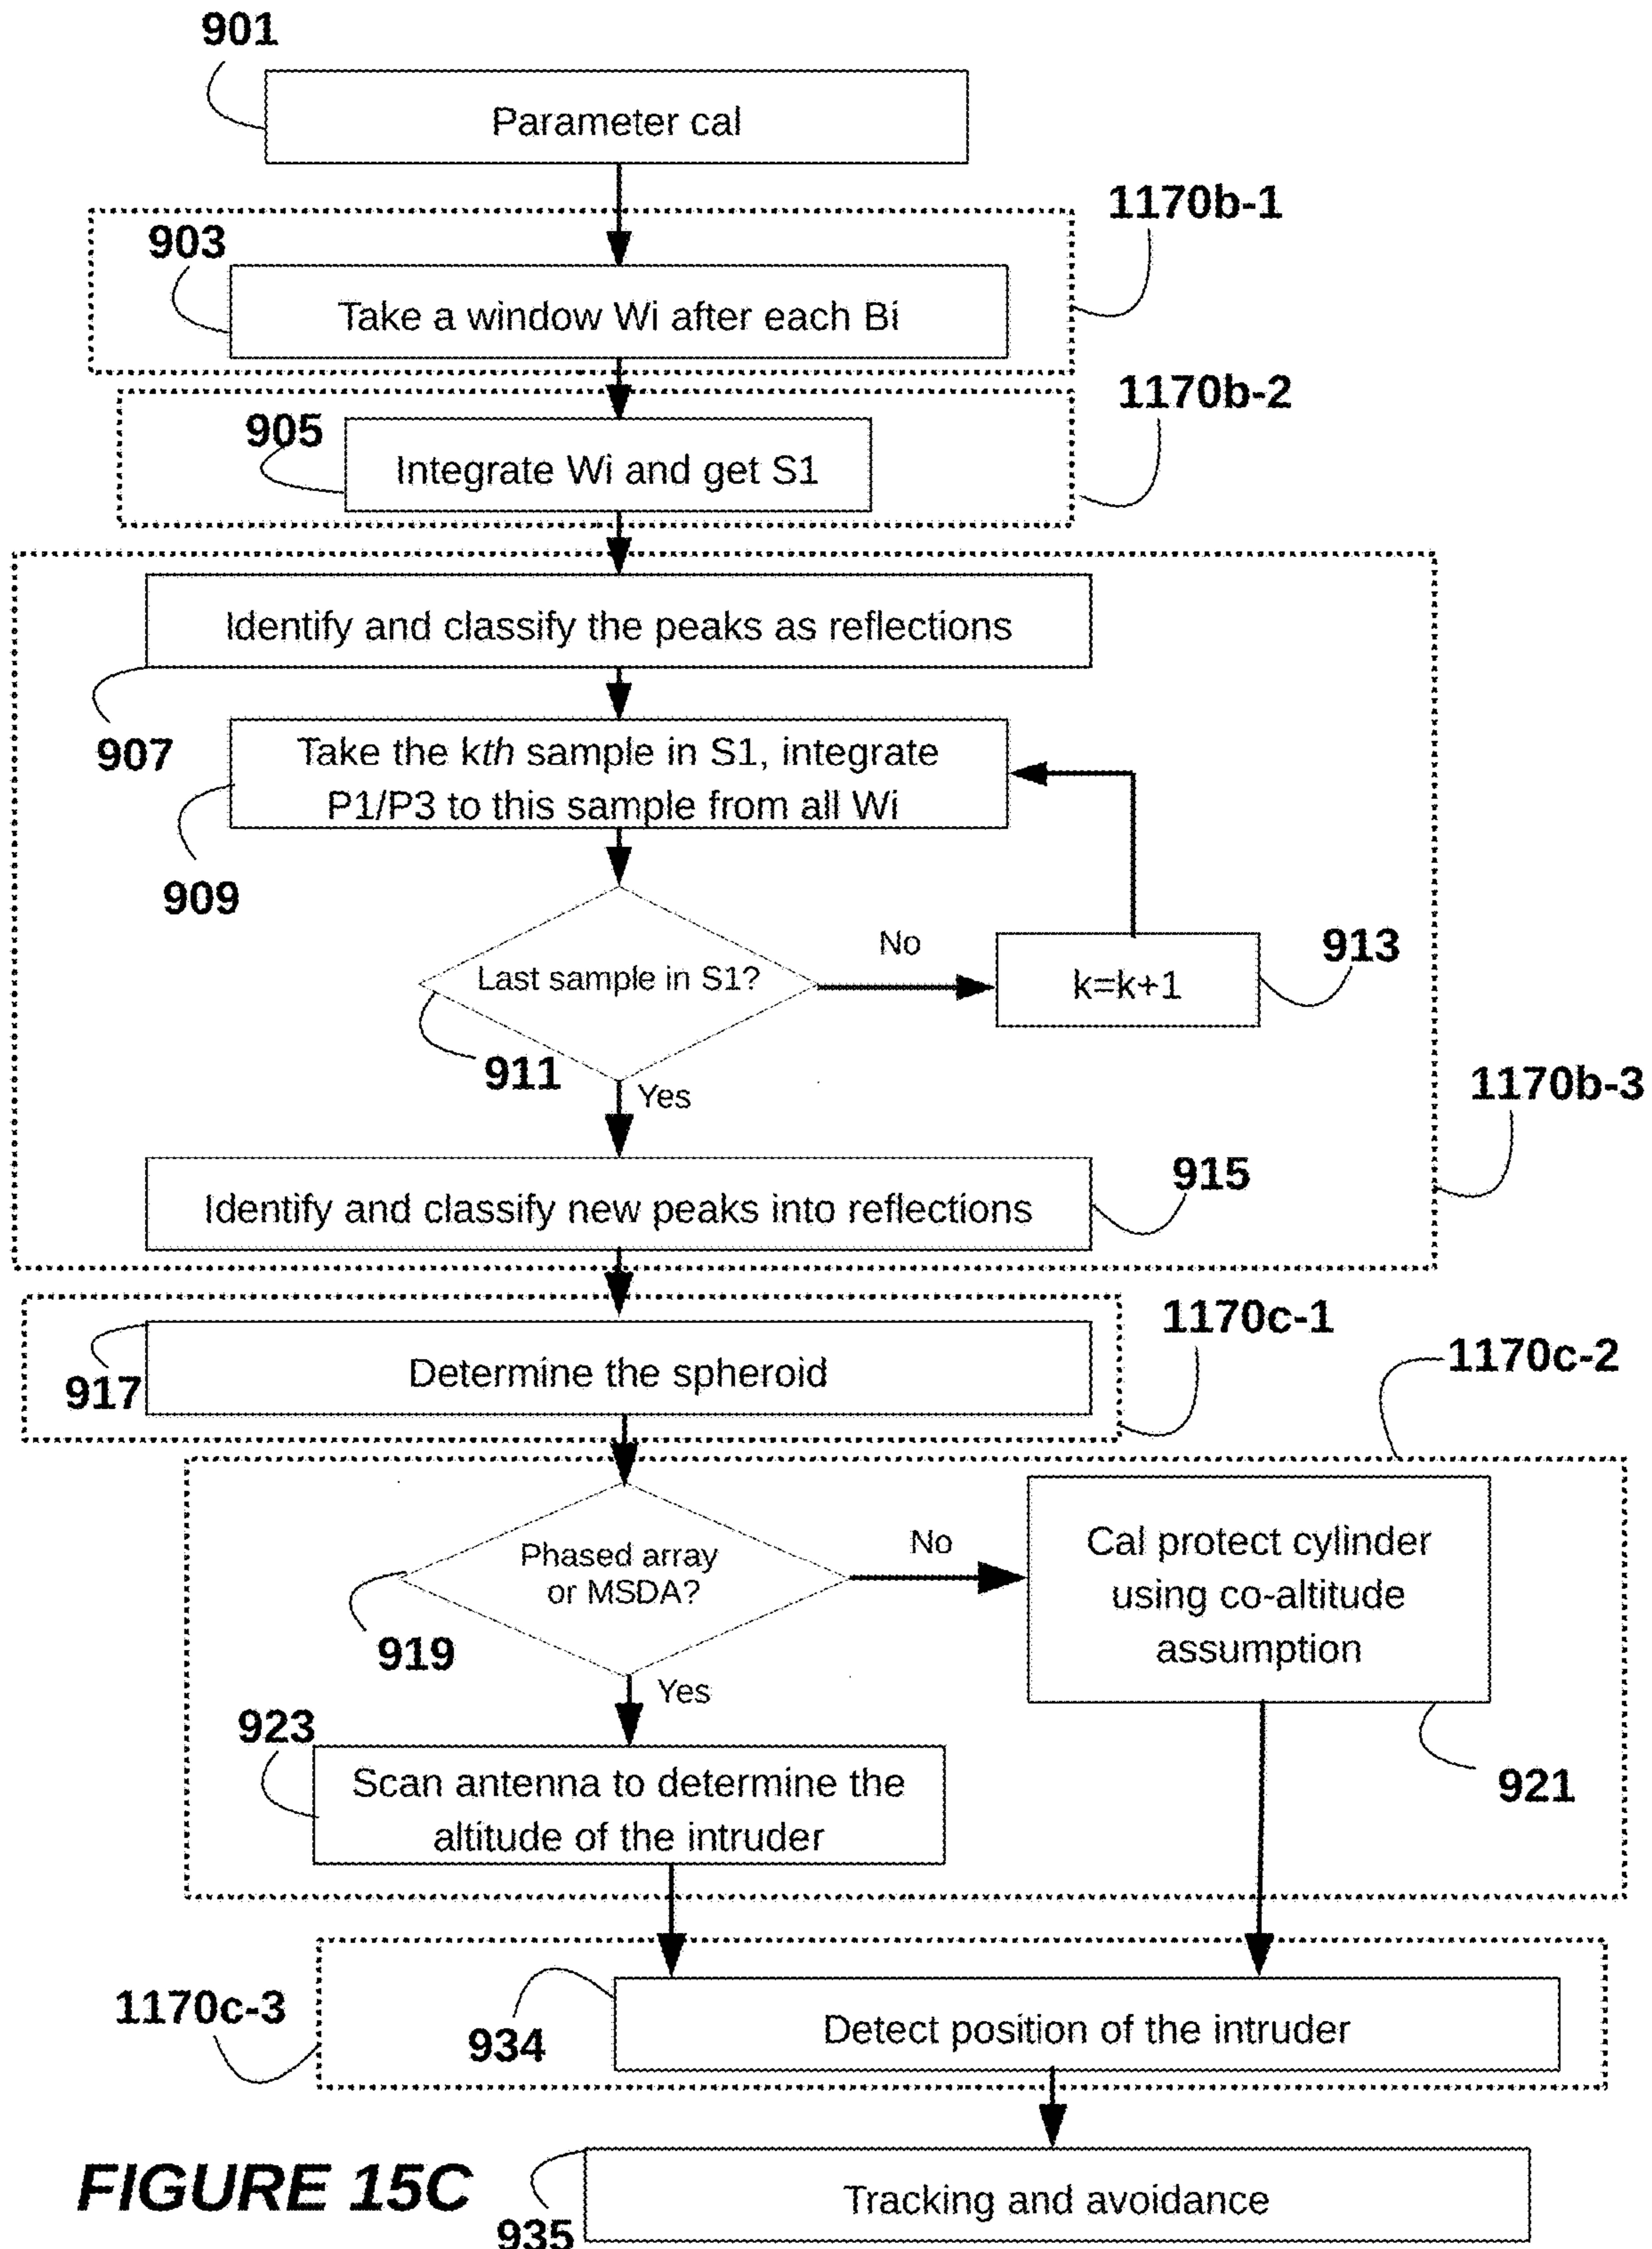 901
Parameter cal
1170b-1
903
Take a window Wi after each Bi
1170b-2
905
Integrate Wi and get S1
Identify and classify the peaks as reflections
907
Take the kth sample in S1, integrate
P1/P3 to this sample from all Wi
909
No
913
Last sample in S1?
k=k+1
911
Yes
1170b-3
915
Identify and classify new peaks into reflections
1170c-1
1170c-2
917
Determine the spheroid
No
Phased array
or MSDA?
Cal protect cylinder
using co-altitude
assumption
919
Yes
923
Scan antenna to determine the
altitude of the intruder
921
1170c-3
934
Detect position of the intruder
FIGURE 15C
935
Tracking and avoidance